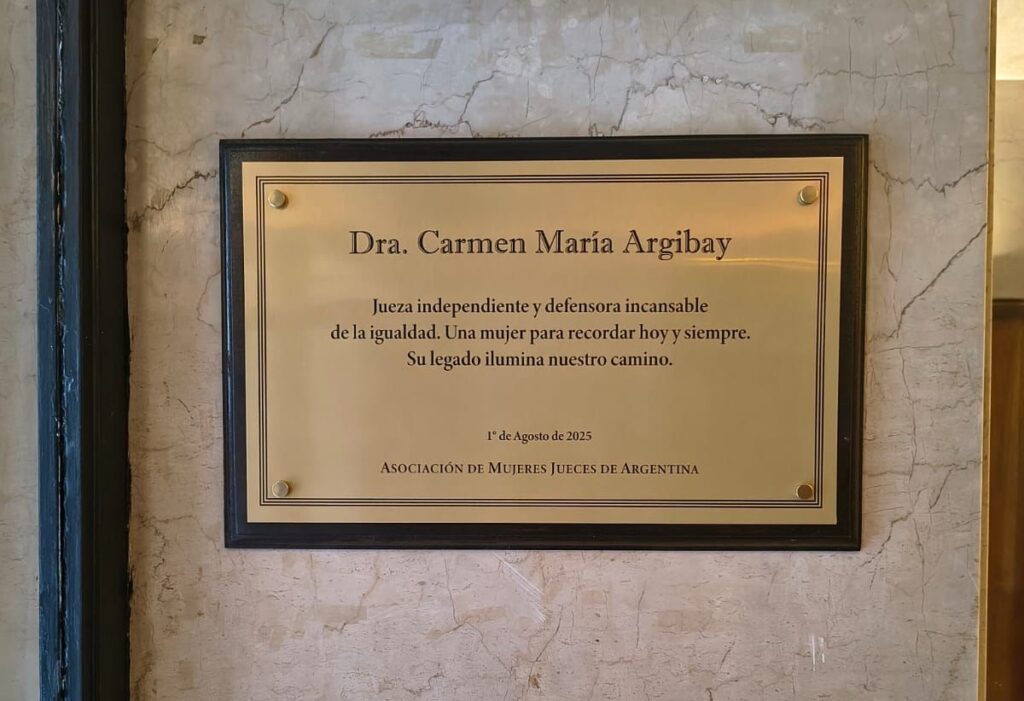 Dra. Carmen María Argibay
Jueza independiente y defensora incansable
de la igualdad. Una mujer para recordar hoy y siempre.
Su legado ilumina nuestro camino.
1° de Agosto de 2025
Asociación de Mujeres Jueces de Argentina